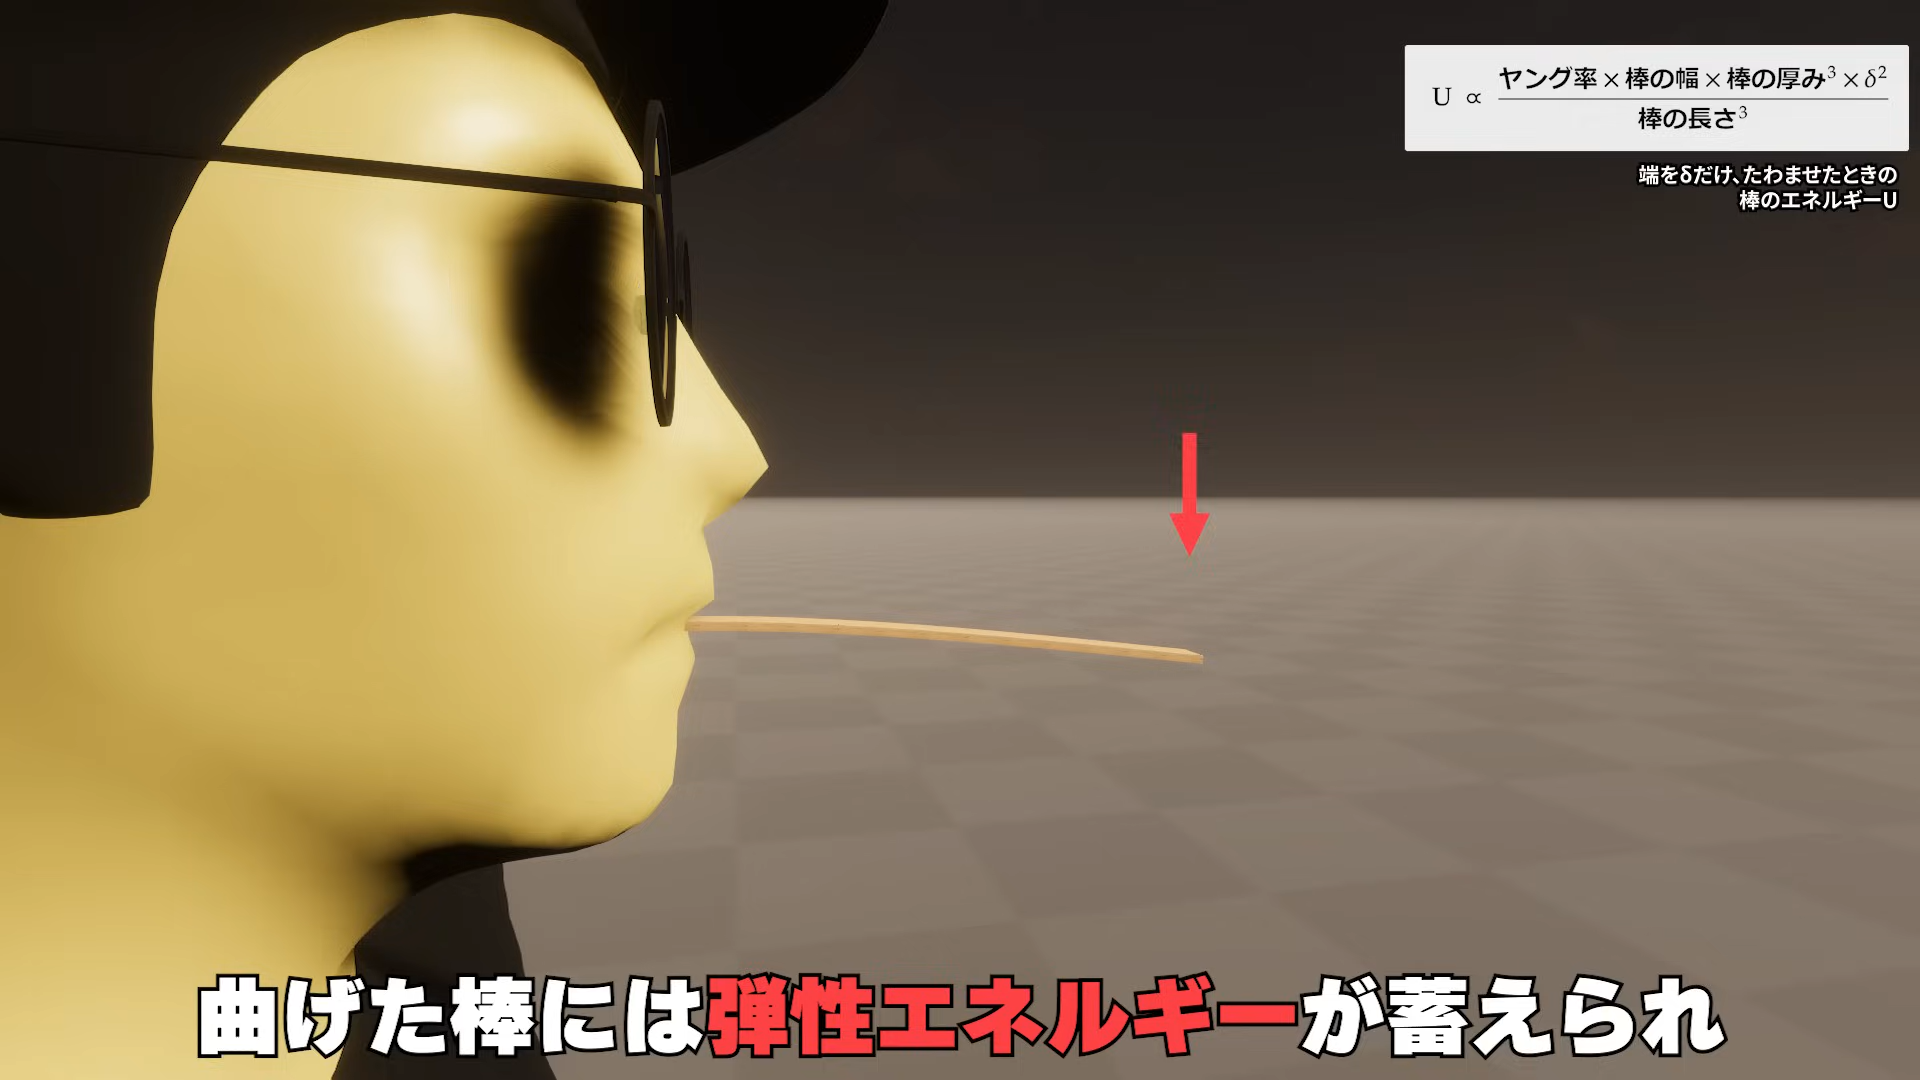 U ∝ ヤング率 × 棒の幅 × 棒の厚み³ × δ²
棒の長さ³
端をδだけ、たわませたときの
棒のエネルギーU
曲げた棒には弾性エネルギーが蓄えられ